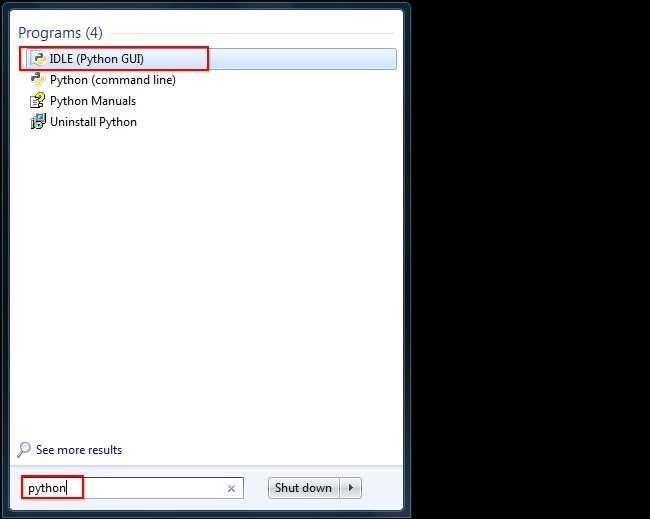 Programs (4)
IDLE (Python GUI)
Python (command line)
Python Manuals
Uninstall Python
See more results
python
Shut down